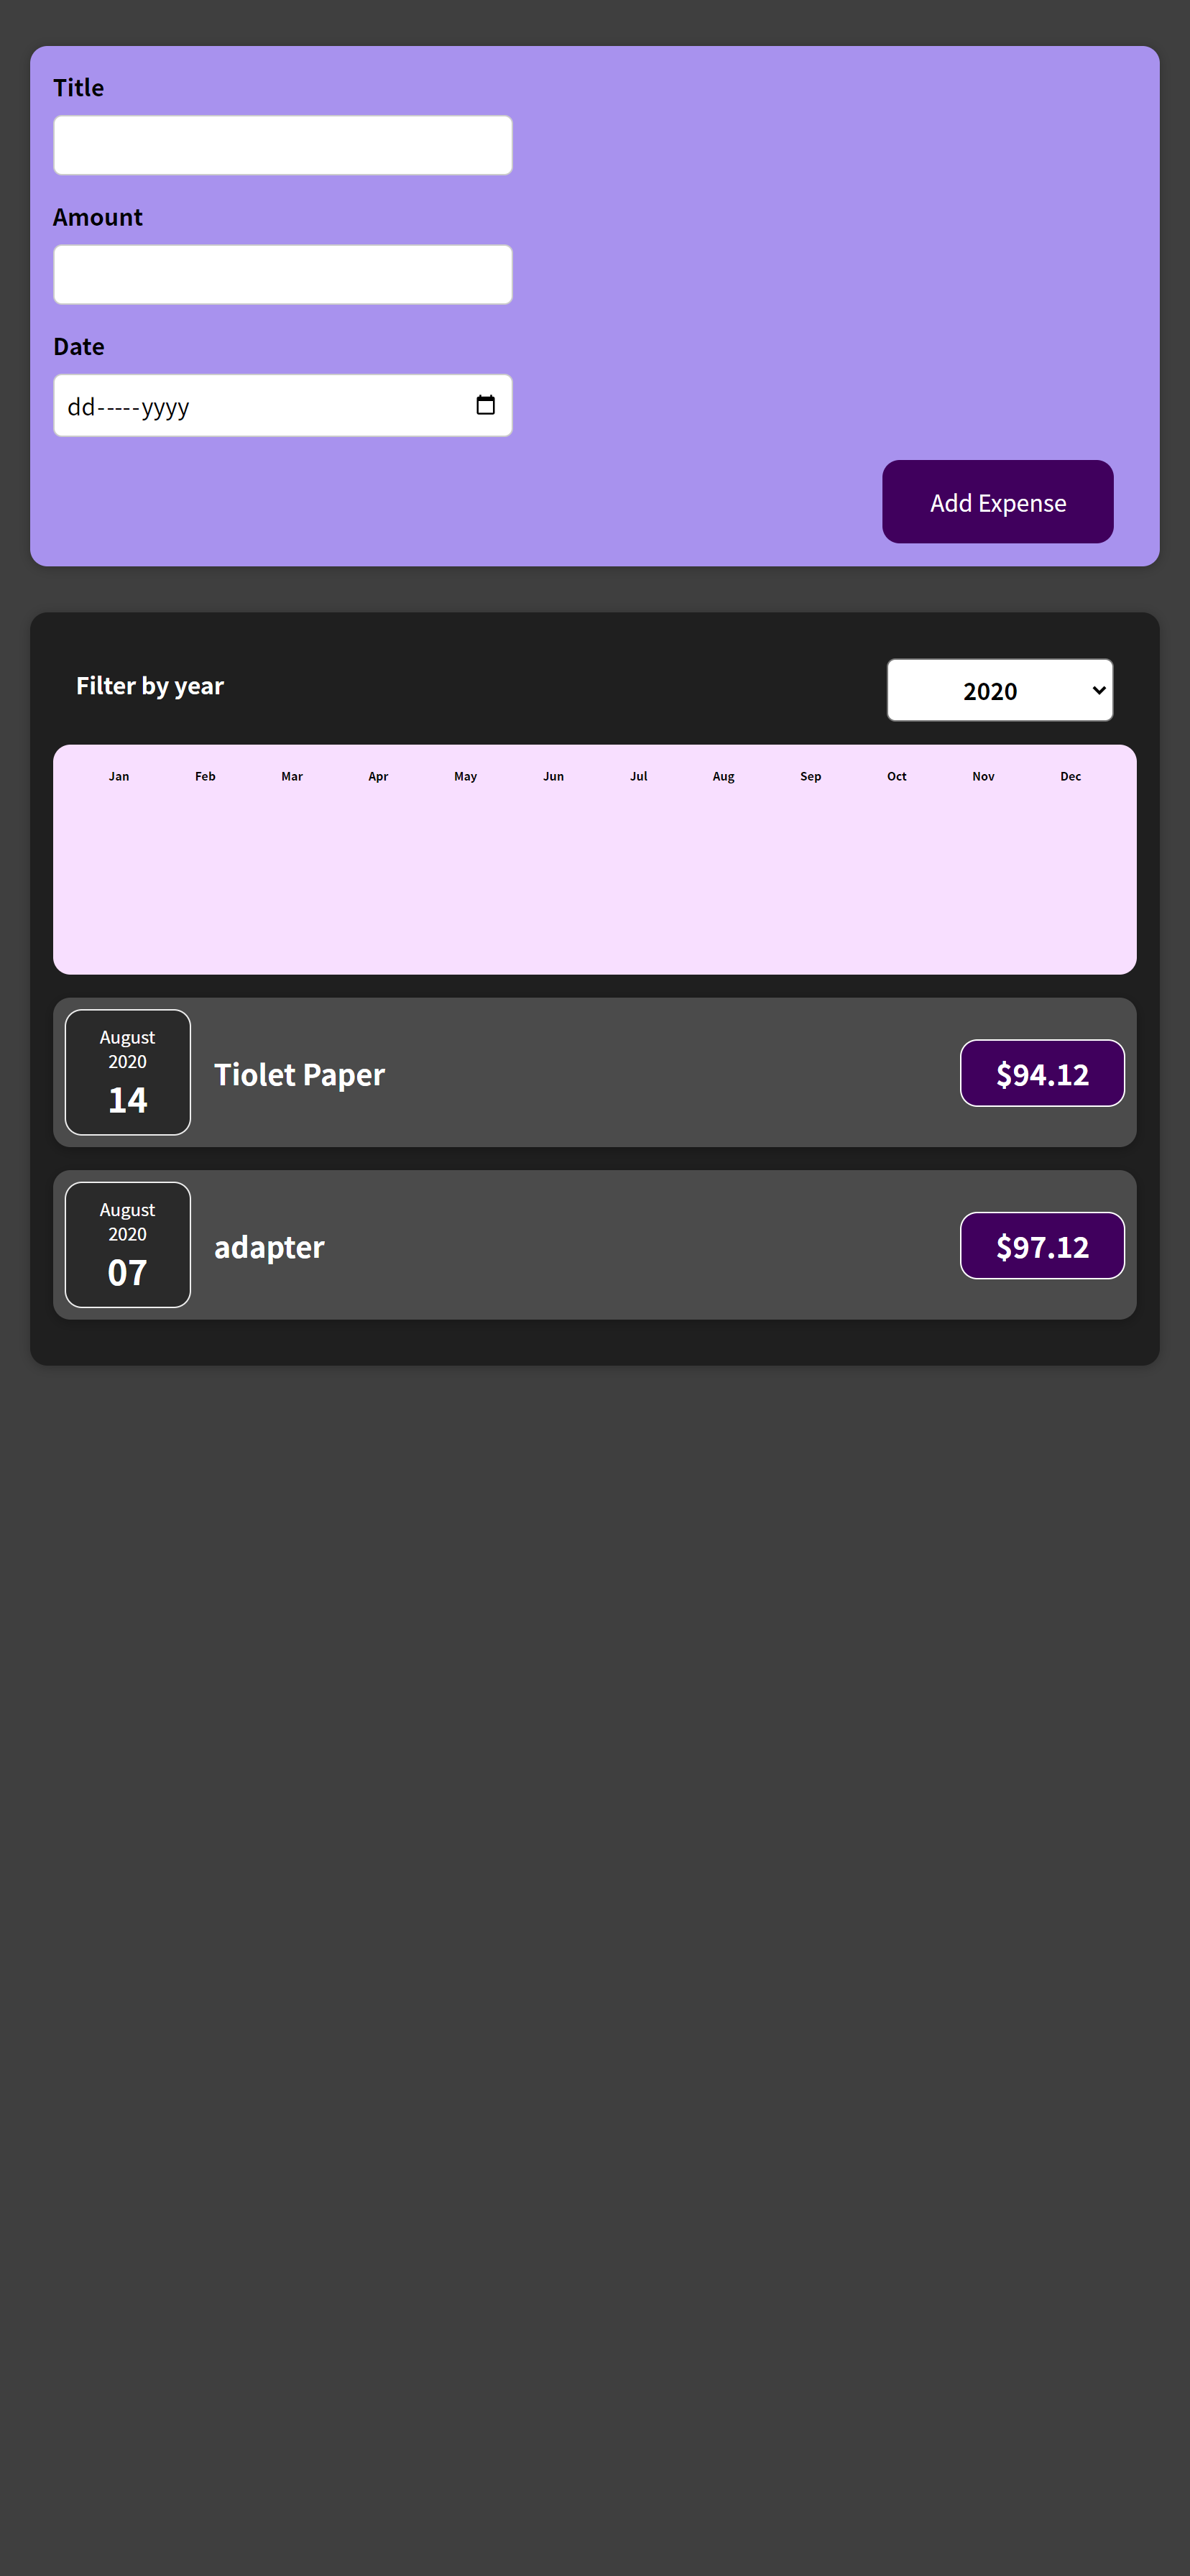 Title
Amount
Date
dd-----yyyy
Add Expense
Filter by year
2020
Jan Feb Mar Apr May Jun Jul Aug Sep Oct Nov Dec
August
2020
14
Tiolet Paper
$94.12
August
2020
07
adapter
$97.12